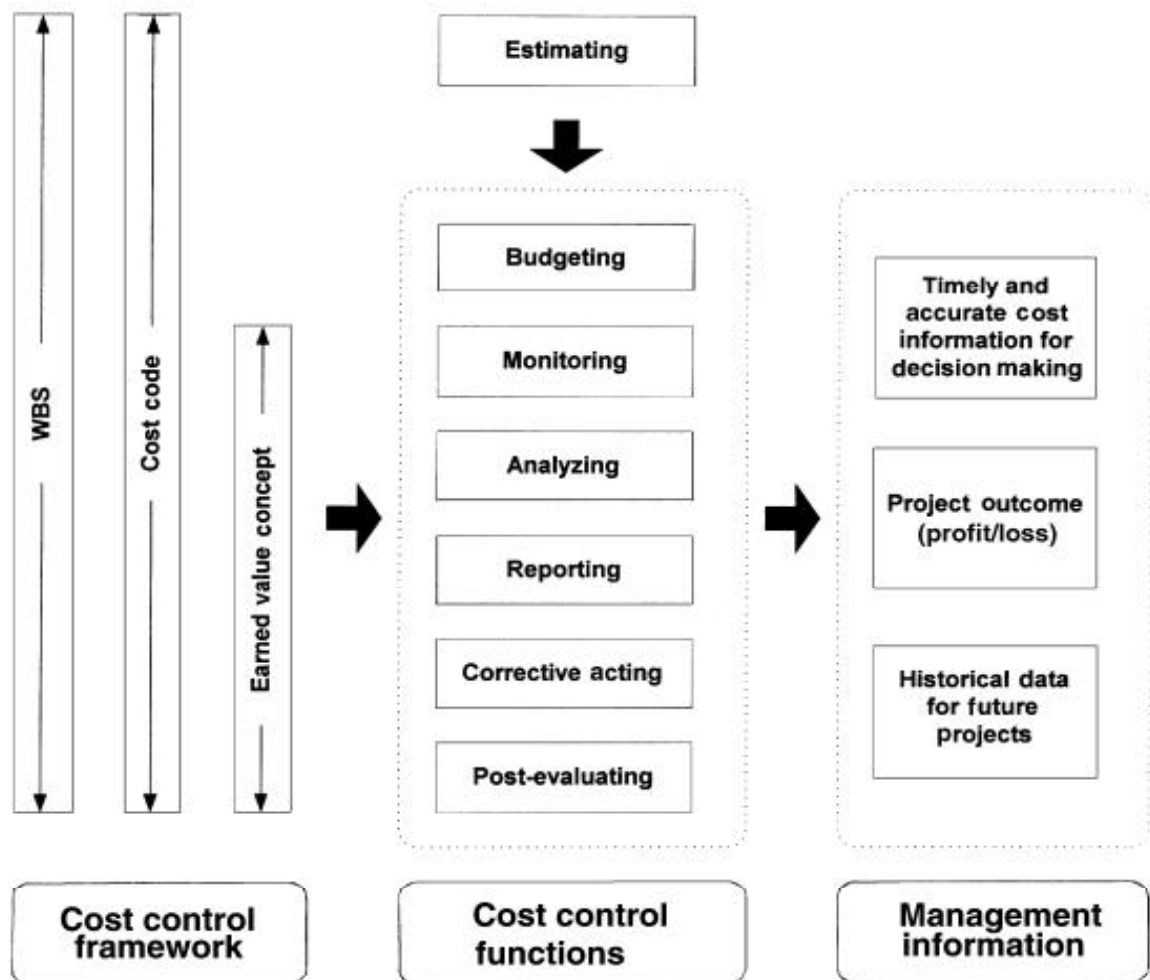 WBS
Cost code
Earned value concept
Estimating
Budgeting
Monitoring
Analyzing
Reporting
Corrective acting
Post-evaluating
Timely and
accurate cost
information for
decision making
Project outcome
(profit/loss)
Historical data
for future
projects
Cost control
framework
Cost control
functions
Management
information